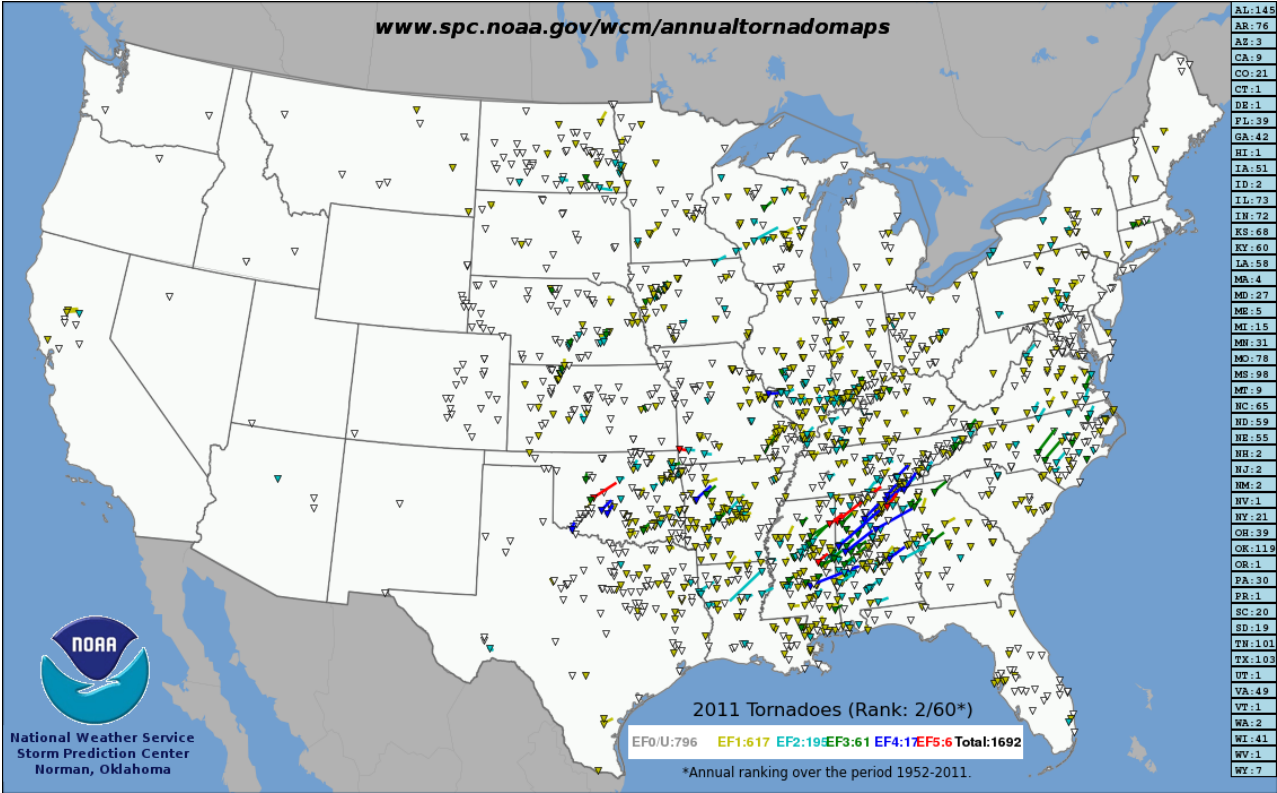 www.spc.noaa.gov/wcm/annualtornadomaps
AL:145
AR:76
AZ:3
CA:9
CO:21
CT:1
DE:1
FL:39
GA:42
HI:1
IA:51
ID:2
IL:73
IN:72
KS:68
KY:60
LA:58
MA:4
MD:27
ME:5
MI:15
MN:31
MO:78
MS:98
MT:9
NC:65
ND:59
NE:55
NH:2
NJ:2
NM:2
NV:1
NY:21
OH:39
OK:119
OR:1
PA:30
PR:1
SC:20
SD:19
TN:101
TX:103
UT:1
VA:49
VT:1
WA:2
WI:41
WV:1
WY:7
NOAA
National Weather Service
Storm Prediction Center
Norman, Oklahoma
2011 Tornadoes (Rank: 2/60*)
EF0/U:796 EF1:617 EF2:195 EF3:61 EF4:17 EF5:6 Total:1692
*Annual ranking over the period 1952-2011.